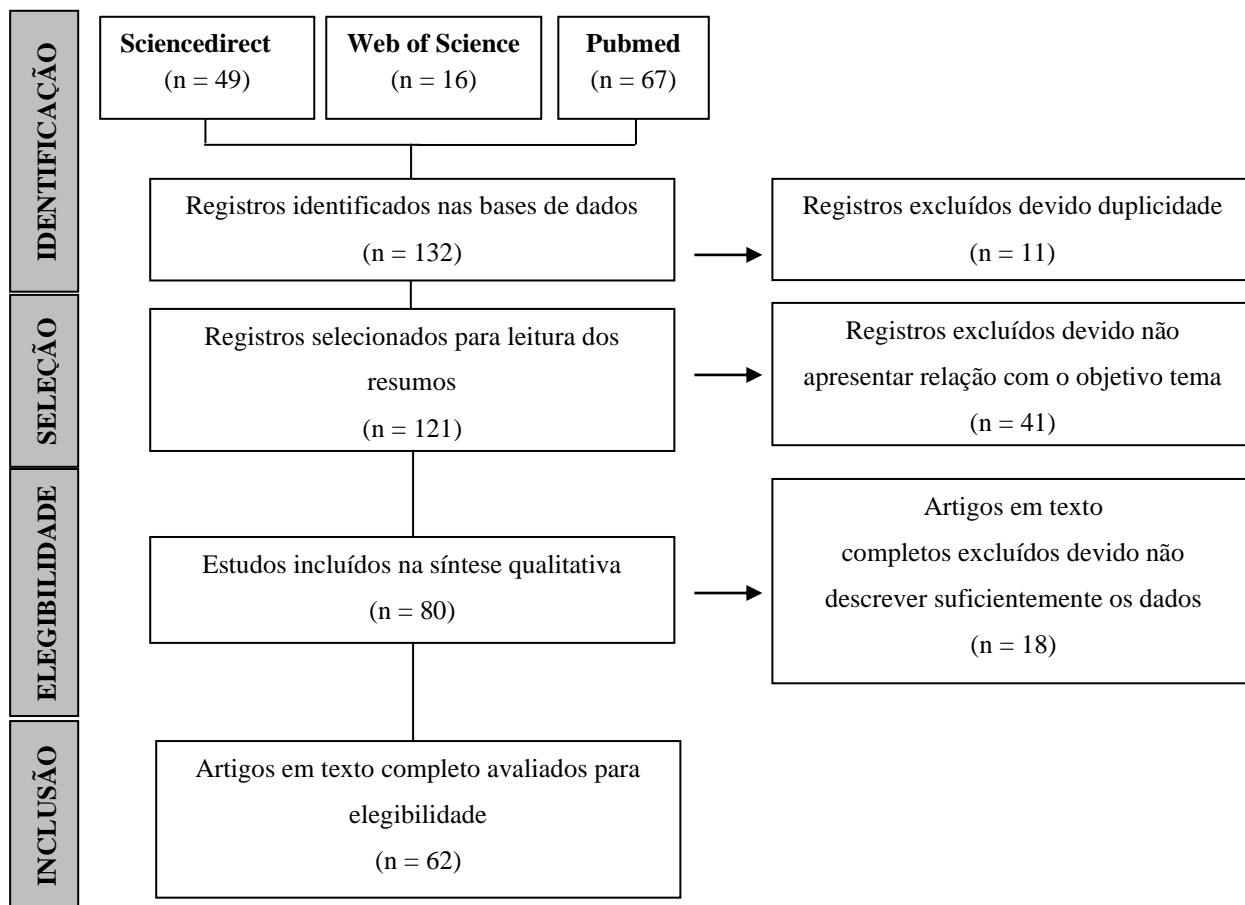 IDENTIFICAÇÃO
Sciencedirect
(n = 49)
Web of Science
(n = 16)
Pubmed
(n = 67)
Registros identificados nas bases de dados
(n = 132)
Registros excluídos devido duplicidade
(n = 11)
SELEÇÃO
Registros selecionados para leitura dos
resumos
(n = 121)
Registros excluídos devido não
apresentar relação com o objetivo tema
(n = 41)
ELEGIBILIDADE
Estudos incluídos na síntese qualitativa
(n = 80)
Artigos em texto
completos excluídos devido não
descrever suficientemente os dados
(n = 18)
INCLUSÃO
Artigos em texto completo avaliados para
elegibilidade
(n = 62)